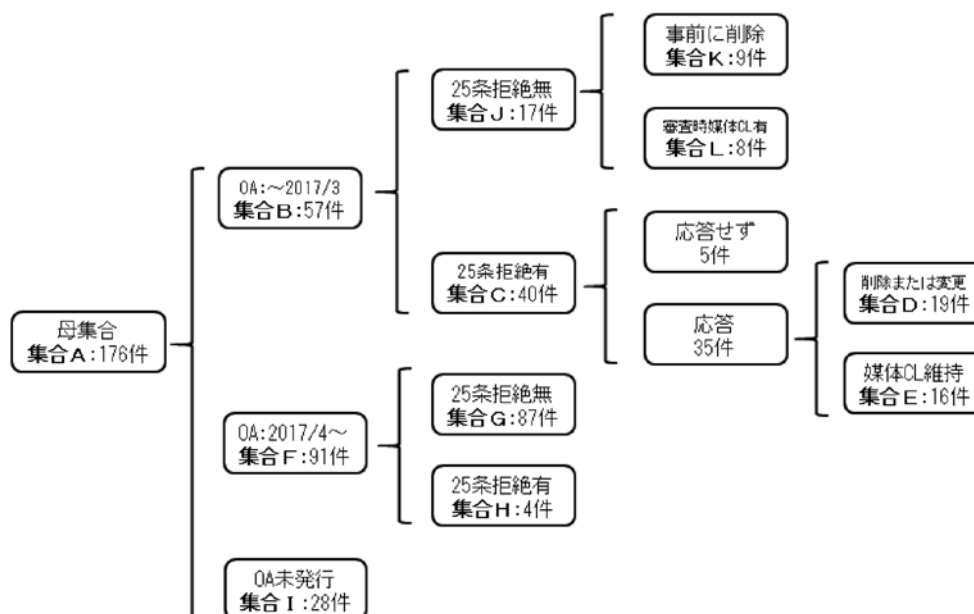 事前に削除
集合K:9件
25条拒絶無
集合J:17件
審査時媒体CL有
集合L:8件
OA:～2017/3
集合B:57件
応答せず
5件
25条拒絶有
集合C:40件
削除または変更
集合D:19件
母集合
集合A:176件
応答
35件
媒体CL維持
集合E:16件
25条拒絶無
集合G:87件
OA:2017/4～
集合F:91件
25条拒絶有
集合H:4件
OA未発行
集合I:28件